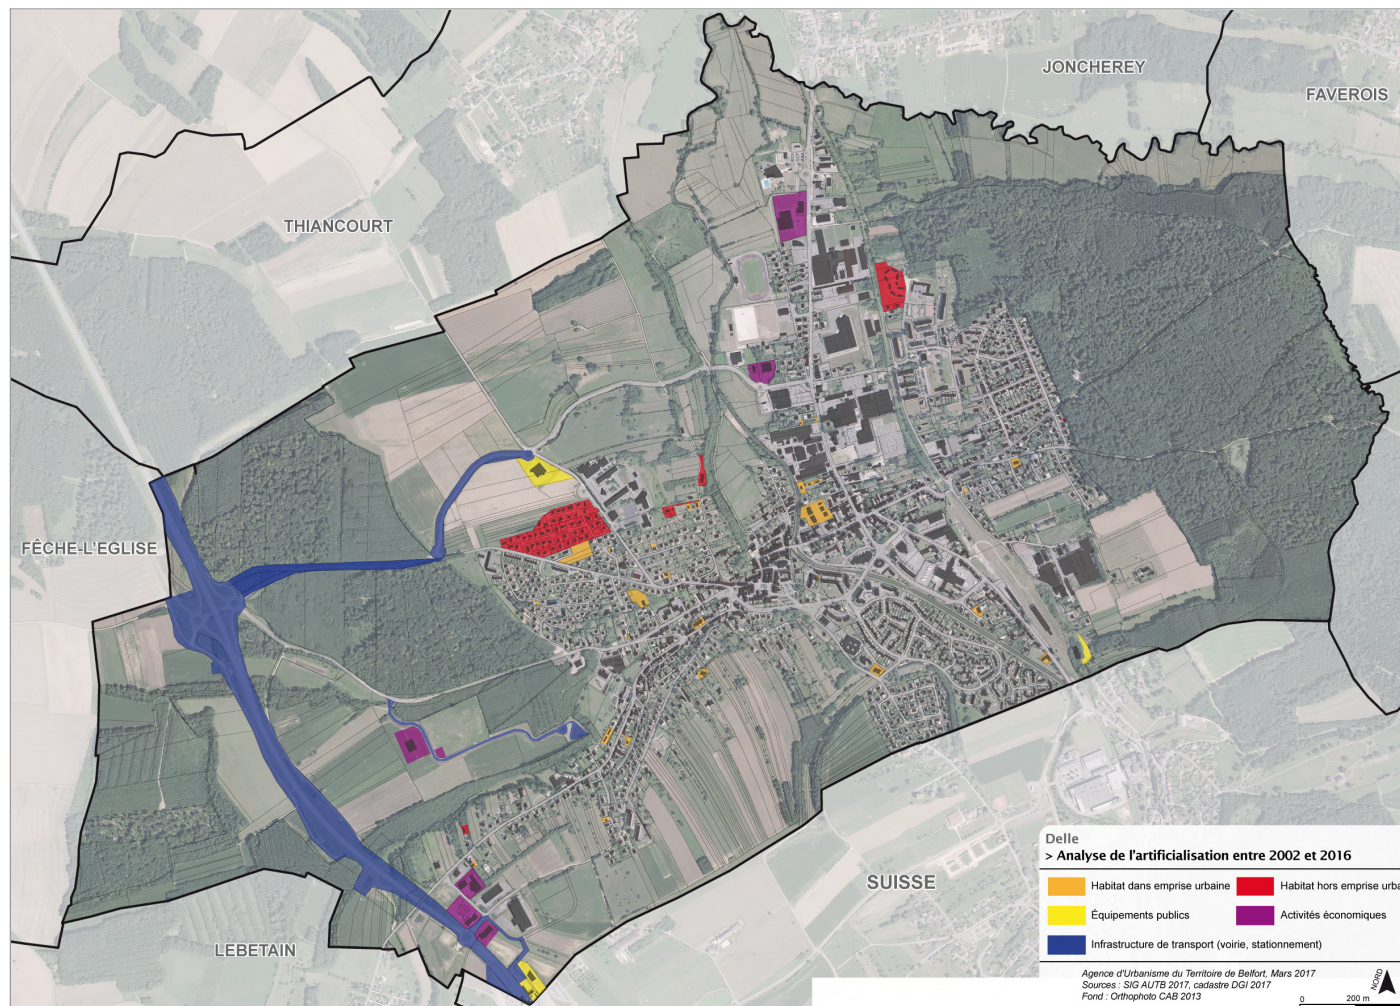 JONCHEREY
FAVEROIS
THIANCOURT
FÊCHE-L'EGLISE
SUISSE
LEBETAIN
Delle
> Analyse de l'artificialisation entre 2002 et 2016
Habitat dans emprise urbaine
Habitat hors emprise urba
Équipements publics
Activités économiques
Infrastructure de transport (voirie, stationnement)
Agence d'Urbanisme du Territoire de Belfort, Mars 2017
Sources : SIG AUTB 2017, cadastre DGI 2017
Fond : Orthophoto CAB 2013
NORD
0 200 m